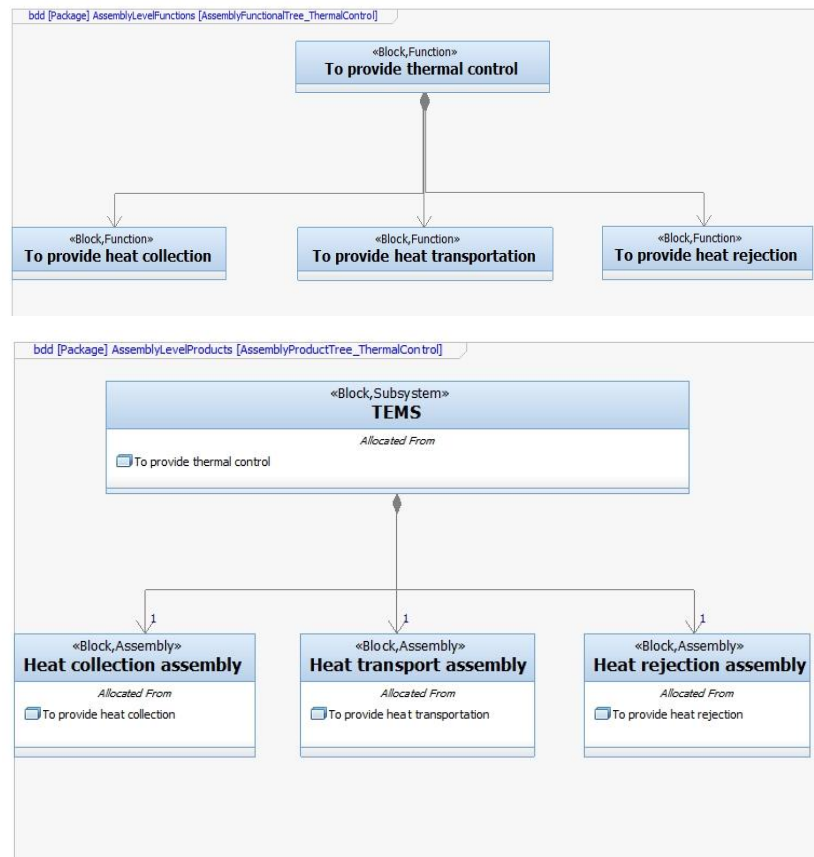 bdd [Package] AssemblyLevelFunctions [AssemblyFunctionalTree_ThermalControl]
«Block,Function»
To provide thermal control
«Block,Function»
To provide heat collection
«Block,Function»
To provide heat transportation
«Block,Function»
To provide heat rejection
bdd [Package] AssemblyLevelProducts [AssemblyProductTree_ThermalControl]
«Block,Subsystem»
TEMS
Allocated From
To provide thermal control
1
1
1
«Block,Assembly»
Heat collection assembly
Allocated From
To provide heat collection
«Block,Assembly»
Heat transport assembly
Allocated From
To provide heat transportation
«Block,Assembly»
Heat rejection assembly
Allocated From
To provide heat rejection